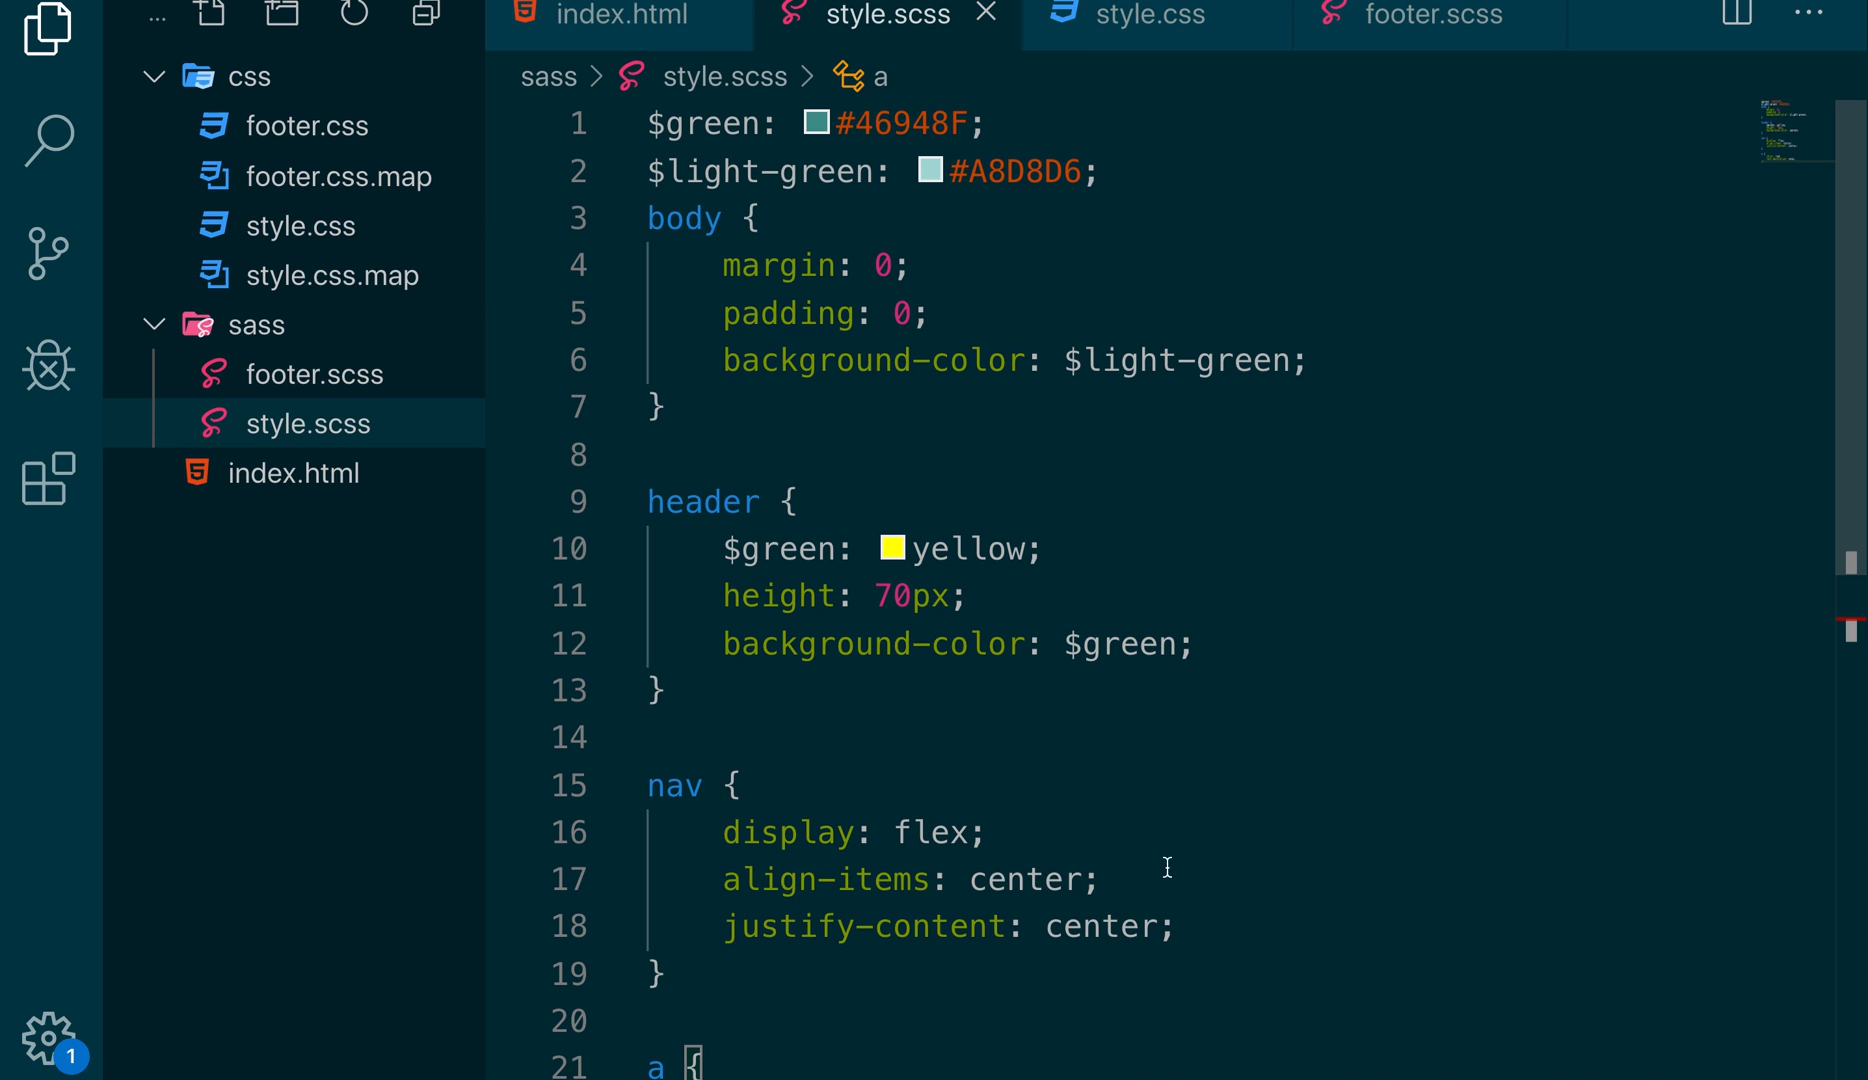 index.html
style.scss
style.css
footer.scss
css
footer.css
footer.css.map
style.css
style.css.map
sass
footer.scss
style.scss
index.html
1
sass > style.scss > a
1 $green: #46948F;
2 $light-green: #A8D8D6;
3 body {
4 margin: 0;
5 padding: 0;
6 background-color: $light-green;
7 }
8
9 header {
10 $green: yellow;
11 height: 70px;
12 background-color: $green;
13 }
14
15 nav {
16 display: flex;
17 align-items: center;
18 justify-content: center;
19 }
20
21 a {